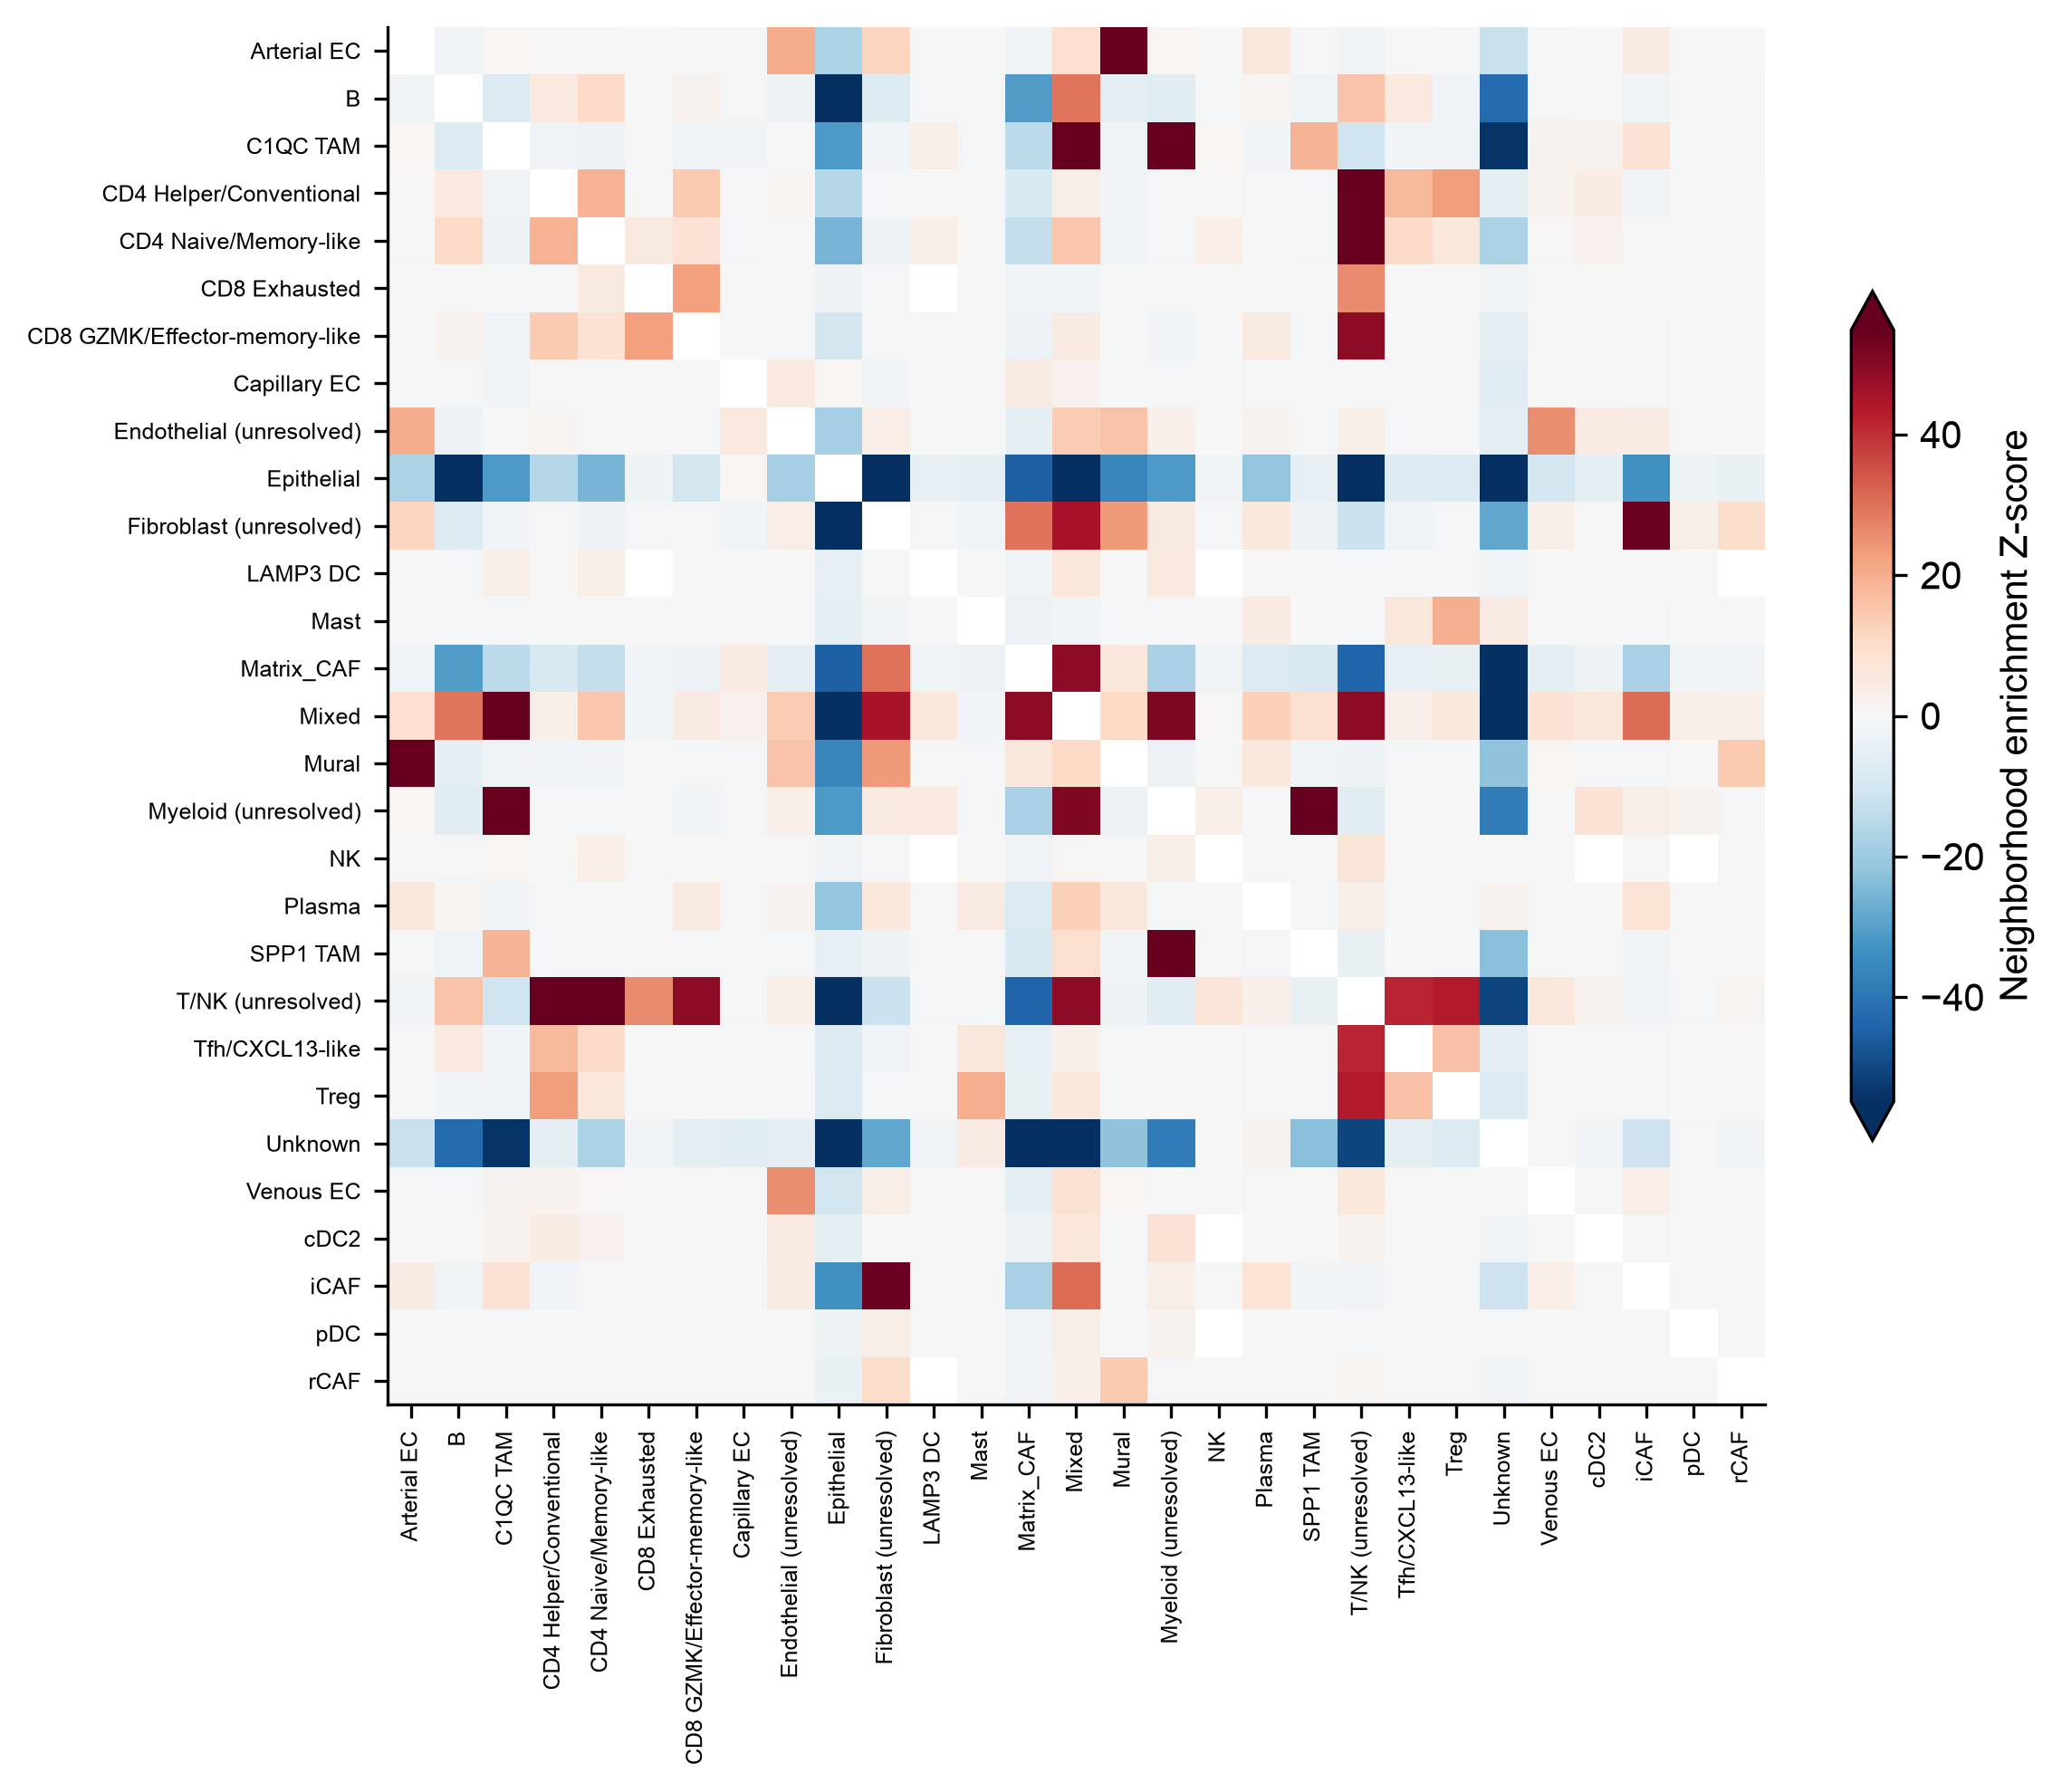 Arterial EC
B
C1QC TAM
CD4 Helper/Conventional
CD4 Naive/Memory-like
CD8 Exhausted
CD8 GZMK/Effector-memory-like
Capillary EC
Endothelial (unresolved)
Epithelial
Fibroblast (unresolved)
LAMP3 DC
Mast
Matrix_CAF
Mixed
Mural
Myeloid (unresolved)
NK
Plasma
SPP1 TAM
T/NK (unresolved)
Tfh/CXCL13-like
Treg
Unknown
Venous EC
cDC2
iCAF
pDC
rCAF
Arterial EC
B
C1QC TAM
CD4 Helper/Conventional
CD4 Naive/Memory-like
CD8 Exhausted
CD8 GZMK/Effector-memory-like
Capillary EC
Endothelial (unresolved)
Epithelial
Fibroblast (unresolved)
LAMP3 DC
Mast
Matrix_CAF
Mixed
Mural
Myeloid (unresolved)
NK
Plasma
SPP1 TAM
T/NK (unresolved)
Tfh/CXCL13-like
Treg
Unknown
Venous EC
cDC2
iCAF
pDC
rCAF
40
20
0
−20
−40
Neighborhood enrichment Z-score